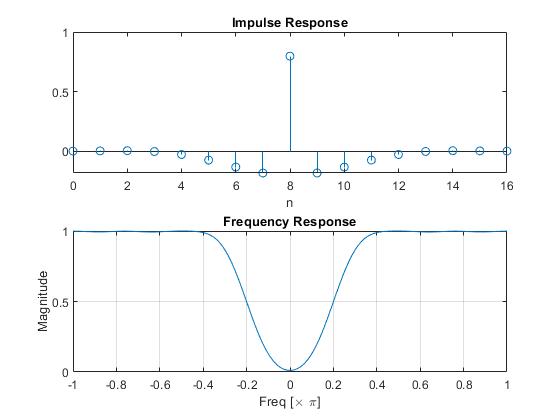 Impulse Response
1
0.5
0
0 2 4 6 8 10 12 14 16
n
Frequency Response
1
0.5
0
Magnitude
-1 -0.8 -0.6 -0.4 -0.2 0 0.2 0.4 0.6 0.8 1
Freq [× π]